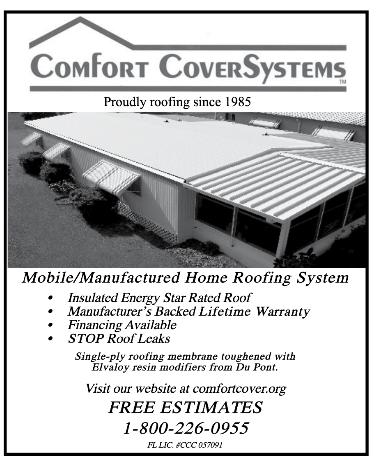 COMFORT COVERSYSTEMS™
Proudly roofing since 1985
Mobile/Manufactured Home Roofing System
• Insulated Energy Star Rated Roof
• Manufacturer's Backed Lifetime Warranty
• Financing Available
• STOP Roof Leaks
Single-ply roofing membrane toughened with
Elvaloy resin modifiers from Du Pont.
Visit our website at comfortcover.org
FREE ESTIMATES
1-800-226-0955
FL LIC. #CCC 057091